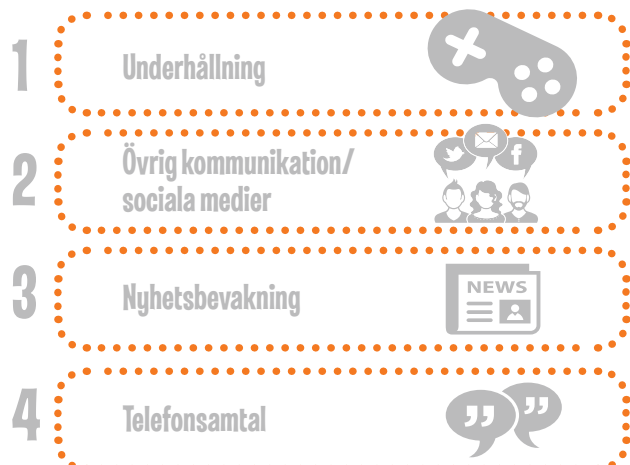 1
Underhållning
2
Övrig kommunikation/
sociala medier
3
Nyhetsbevakning
NEWS
4
Telefonsamtal